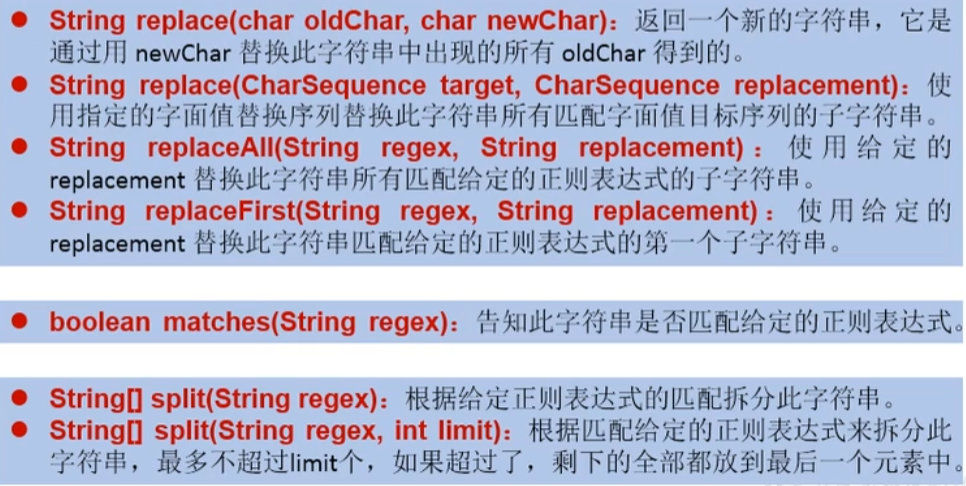 ● String replace(char oldChar, char newChar)：返回一个新的字符串，它是
通过用 newChar 替换此字符串中出现的所有 oldChar 得到的。
● String replace(CharSequence target, CharSequence replacement)：使
用指定的字面值替换序列替换此字符串所有匹配字面值目标序列的子字符串。
● String replaceAll(String regex, String replacement)：使用给定的
replacement 替换此字符串所有匹配给定的正则表达式的子字符串。
● String replaceFirst(String regex, String replacement)：使用给定的
replacement 替换此字符串匹配给定的正则表达式的第一个子字符串。
● boolean matches(String regex)：告知此字符串是否匹配给定的正则表达式。
● String[] split(String regex)：根据给定正则表达式的匹配拆分此字符串。
● String[] split(String regex, int limit)：根据匹配给定的正则表达式来拆分此
字符串，最多不超过limit个，如果超过了，剩下的全部都放到最后一个元素中。